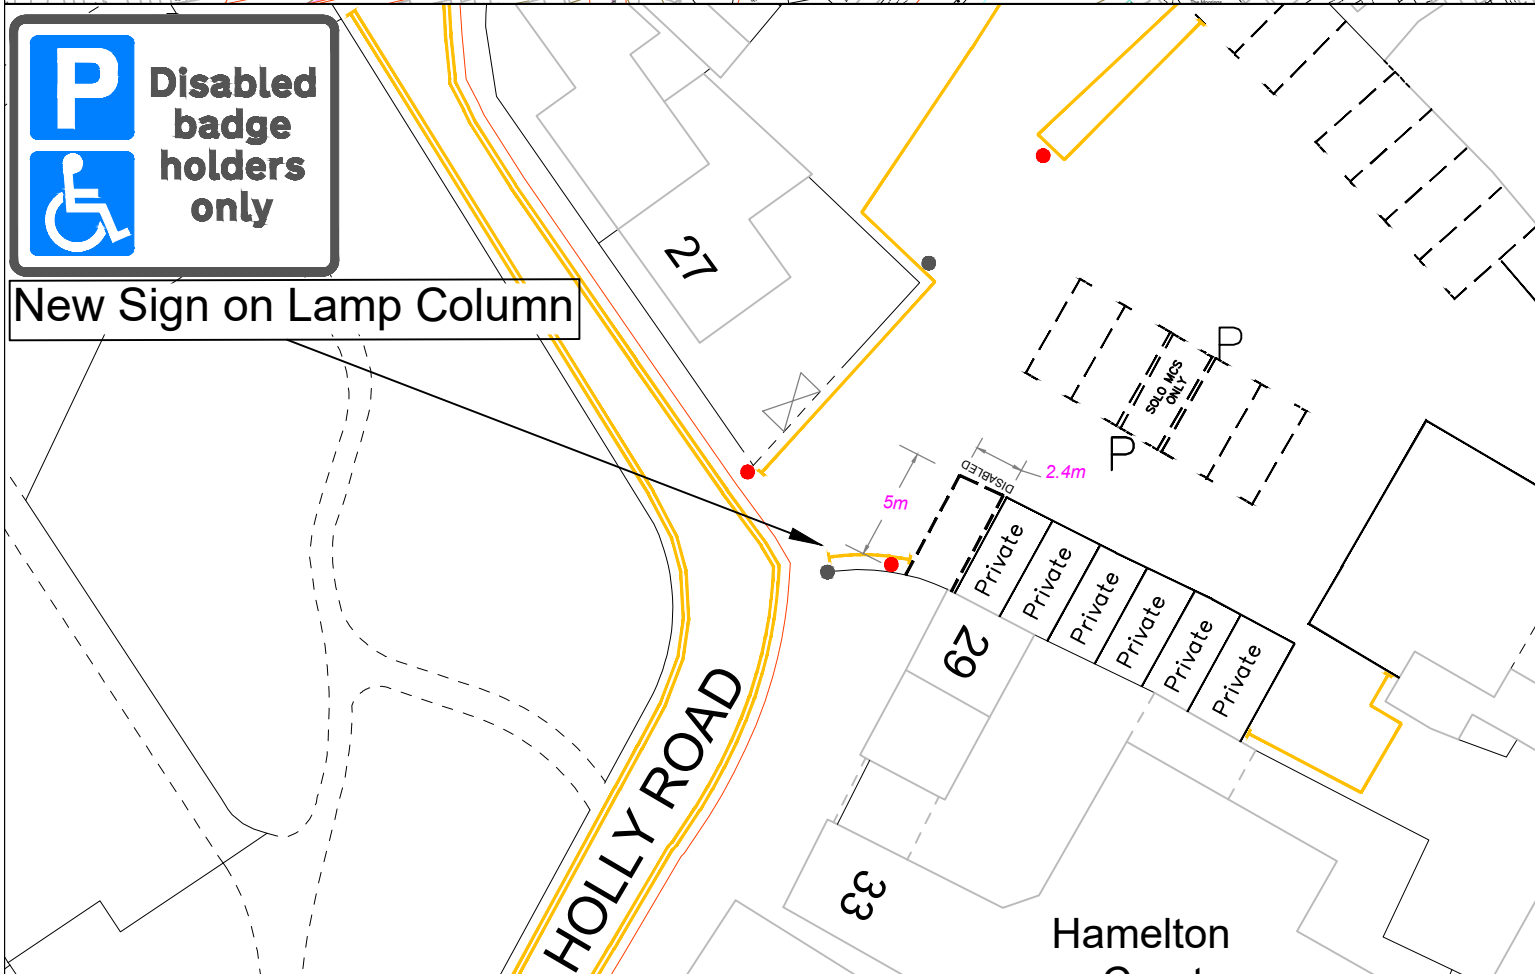 P
Disabled
badge
holders
only
New Sign on Lamp Column
27
P
SOLO MCS
ONLY
P
DISABLED
2.4m
5m
Private
Private
Private
Private
Private
Private
29
HOLLY ROAD
33
Hamelton